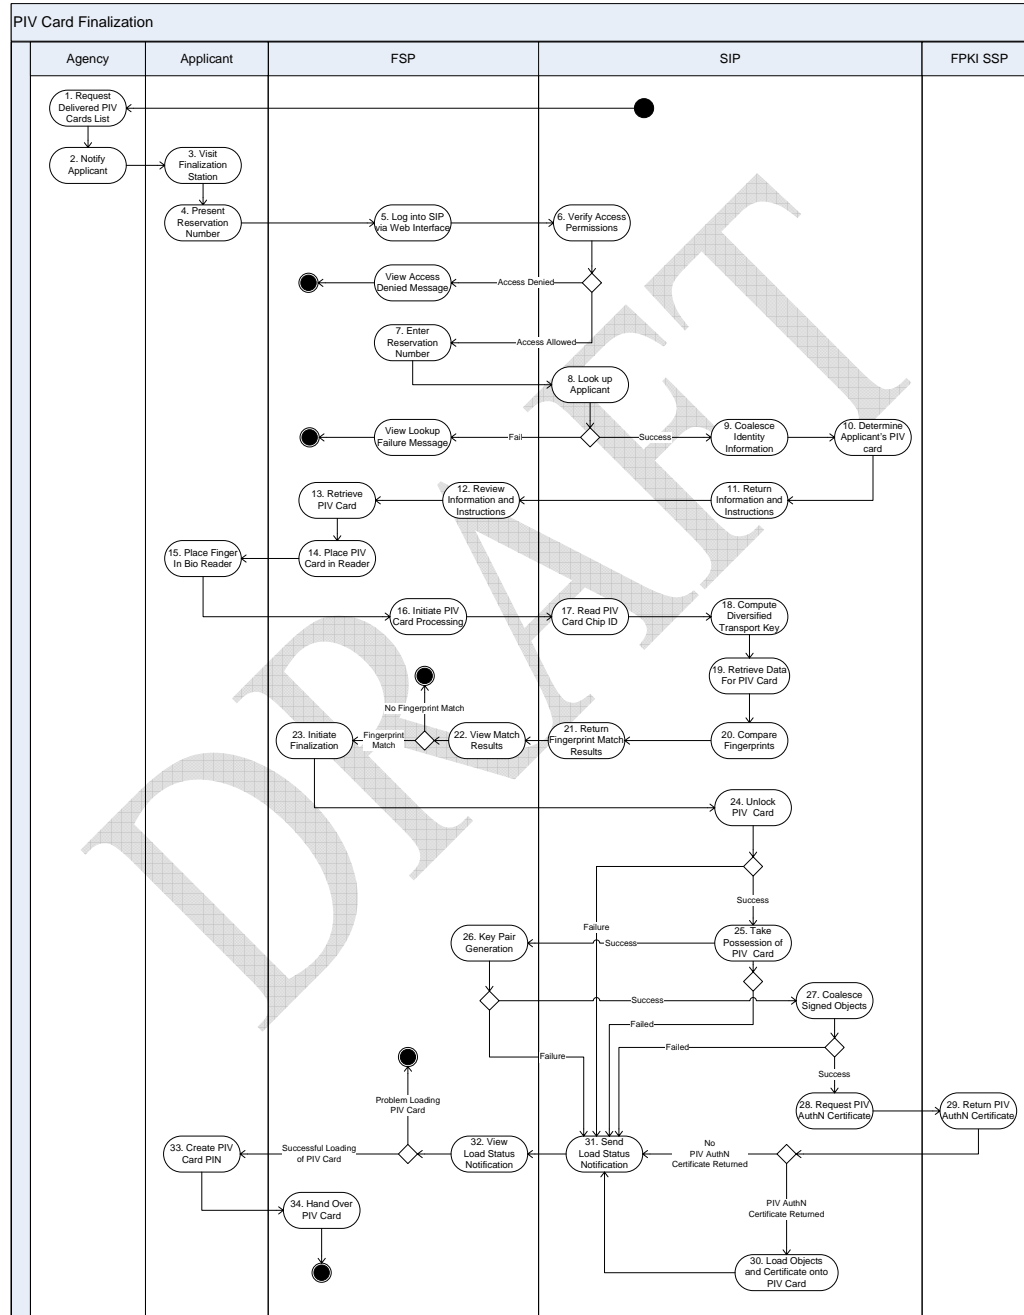 PIV Card Finalization
Agency
Applicant
FSP
SIP
FPKI SSP
1. Request
Delivered PIV
Cards List
2. Notify
Applicant
3. Visit
Finalization
Station
4. Present
Reservation
Number
5. Log into SIP
via Web Interface
6. Verify Access
Permissions
View Access
Denied Message
Access Denied
7. Enter
Reservation
Number
Access Allowed
8. Look up
Applicant
View Lookup
Failure Message
Fail
Success
9. Coalesce
Identity
Information
10. Determine
Applicant's PIV
card
13. Retrieve
PIV Card
12. Review
Information and
Instructions
11. Return
Information and
Instructions
15. Place Finger
In Bio Reader
14. Place PIV
Card in Reader
16. Initiate PIV
Card Processing
17. Read PIV
Card Chip ID
18. Compute
Diversified
Transport Key
19. Retrieve Data
For PIV Card
No Fingerprint Match
23. Initiate
Finalization
Fingerprint
Match
22. View Match
Results
21. Return
Fingerprint Match
Results
20. Compare
Fingerprints
24. Unlock
PIV Card
Success
Failure
26. Key Pair
Generation
Success
25. Take
Possession of
PIV Card
Success
27. Coalesce
Signed Objects
Failed
Failed
Failure
Success
Problem Loading
PIV Card
28. Request PIV
AuthN Certificate
29. Return PIV
AuthN Certificate
33. Create PIV
Card PIN
Successful Loading
of PIV Card
32. View
Load Status
Notification
31. Send
Load Status
Notification
No
PIV AuthN
Certificate Returned
34. Hand Over
PIV Card
PIV AuthN
Certificate Returned
30. Load Objects
and Certificate onto
PIV Card
DRAFT